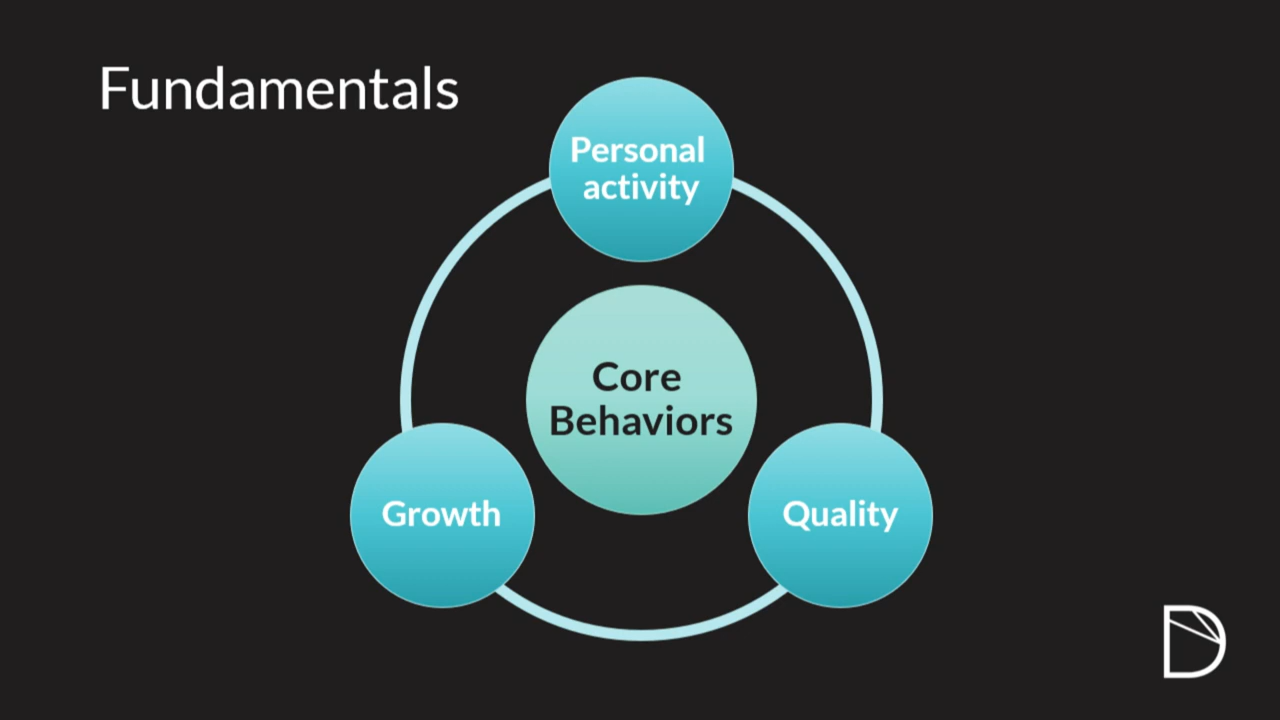 Fundamentals
Personal
activity
Core
Behaviors
Growth
Quality